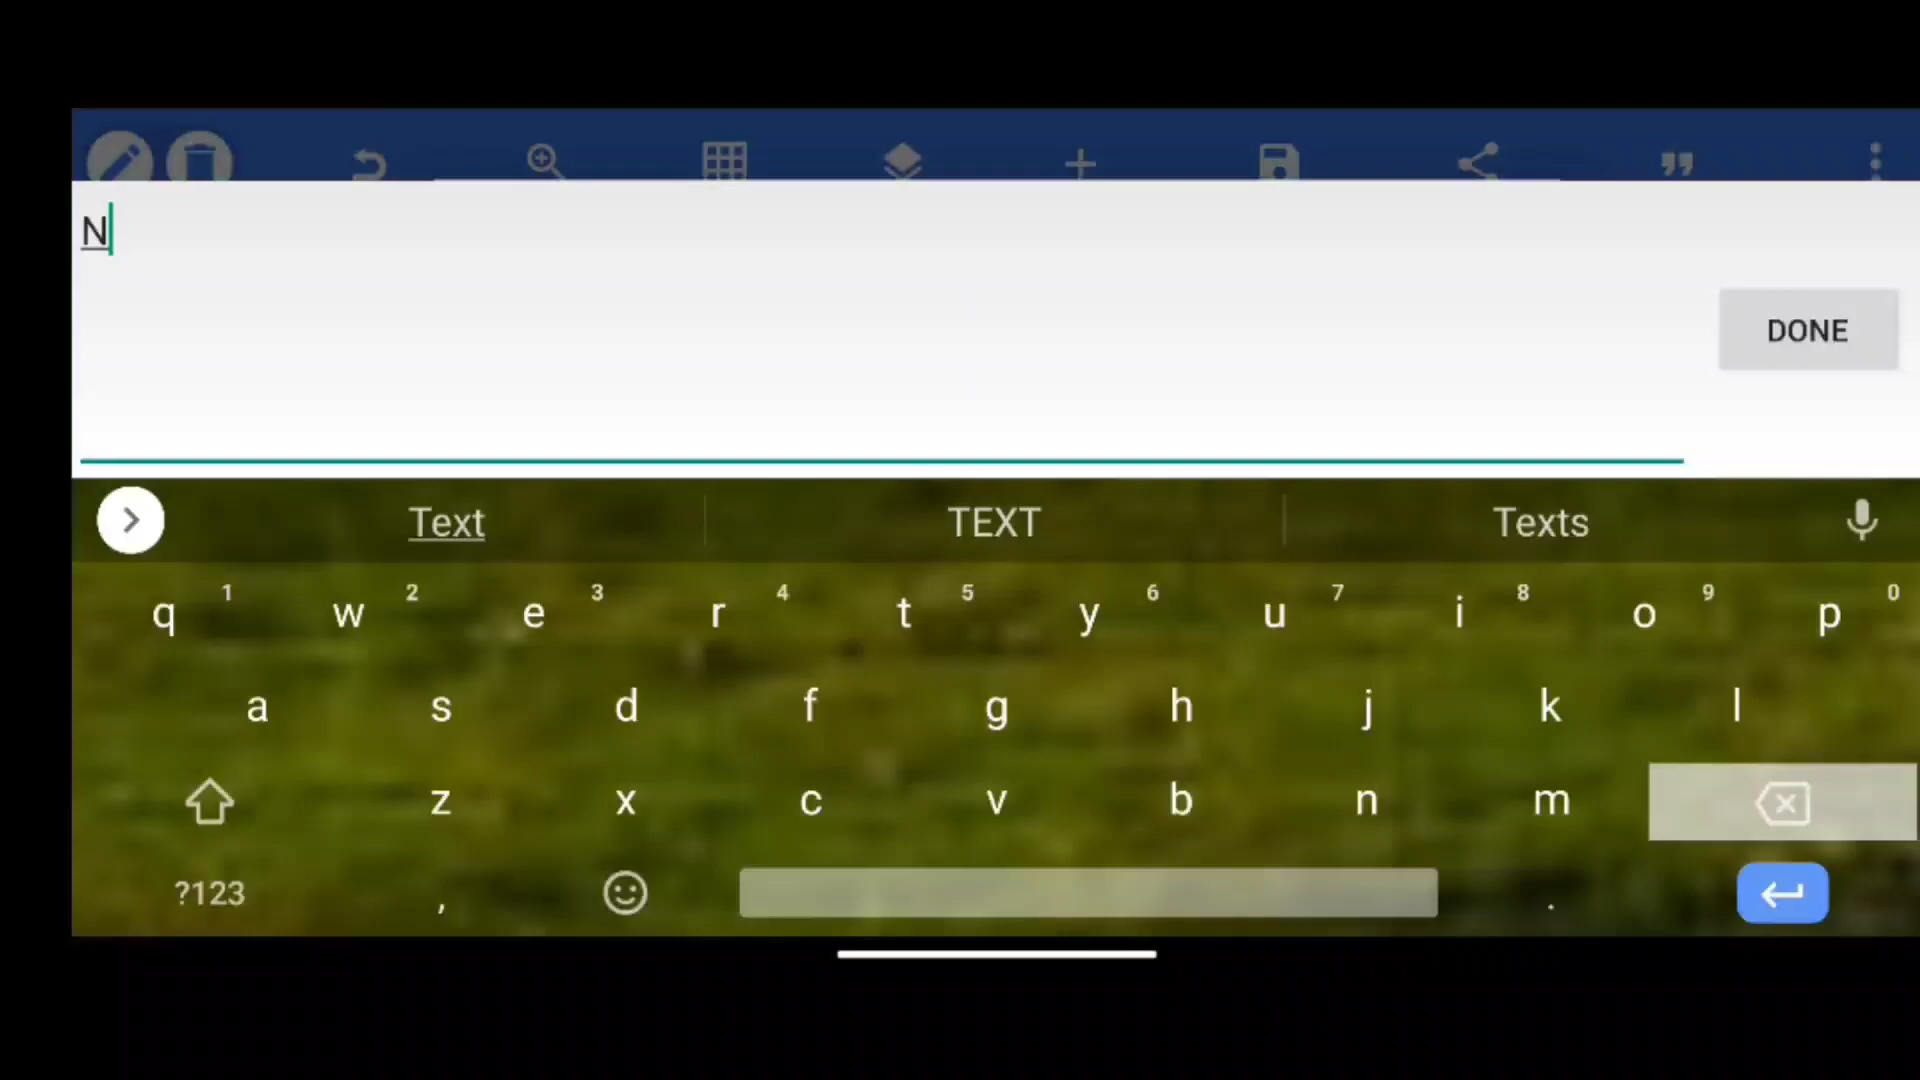 N
DONE
Text TEXT Texts
q 1 w 2 e 3 r 4 t 5 y 6 u 7 i 8 o 9 p 0
a s d f g h j k l
z x c v b n m
?123 , .